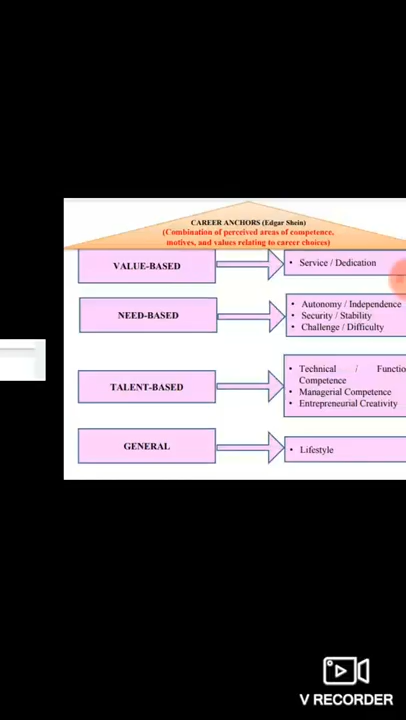 CAREER ANCHORS (Edgar Shein)
(Combination of perceived areas of competence,
motives, and values relating to career choices)
VALUE-BASED
• Service / Dedication
NEED-BASED
• Autonomy / Independence
• Security / Stability
• Challenge / Difficulty
TALENT-BASED
• Technical / Functio
Competence
• Managerial Competence
• Entrepreneurial Creativity
GENERAL
• Lifestyle
V RECORDER